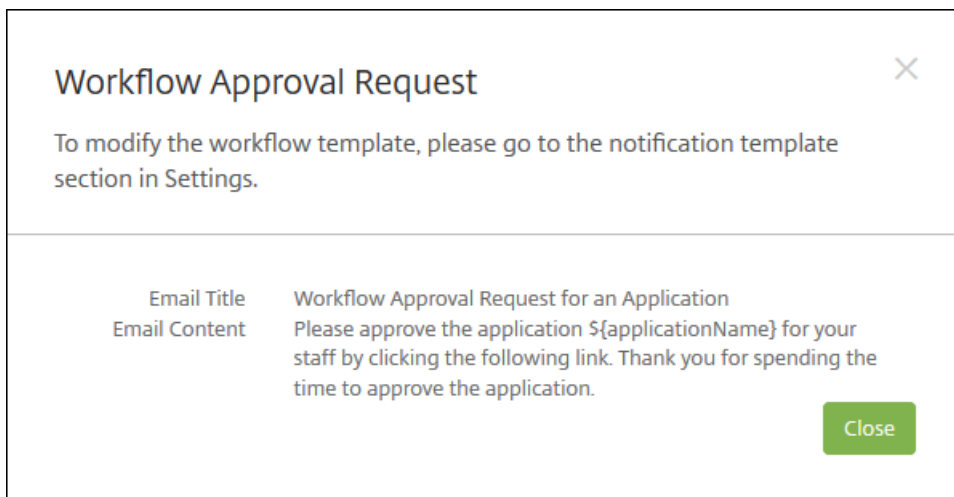 Workflow Approval Request
To modify the workflow template, please go to the notification template
section in Settings.
Email Title Workflow Approval Request for an Application
Email Content Please approve the application ${applicationName} for your
staff by clicking the following link. Thank you for spending the
time to approve the application.
Close